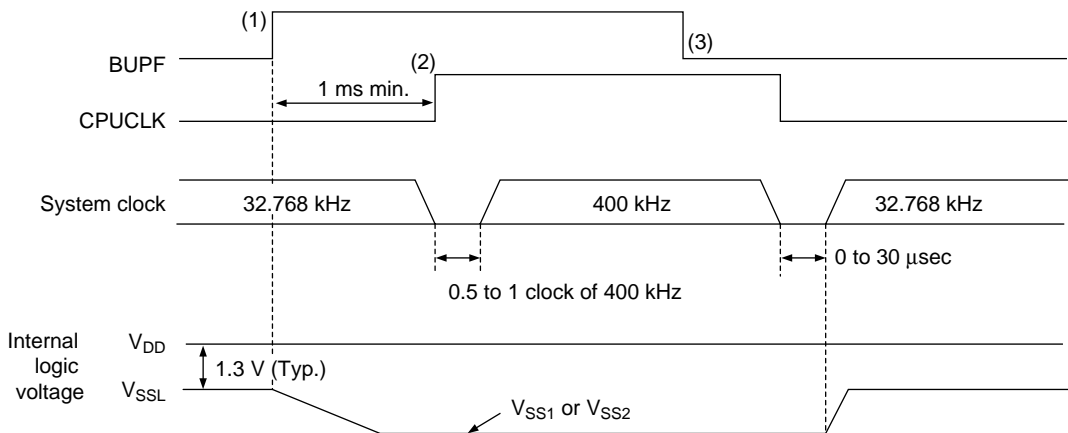 (1)
(3)
BUPF
(2)
1 ms min.
CPUCLK
System clock
32.768 kHz
400 kHz
32.768 kHz
0 to 30 μsec
0.5 to 1 clock of 400 kHz
Internal logic voltage
VDD
1.3 V (Typ.)
VSSL
VSS1 or VSS2